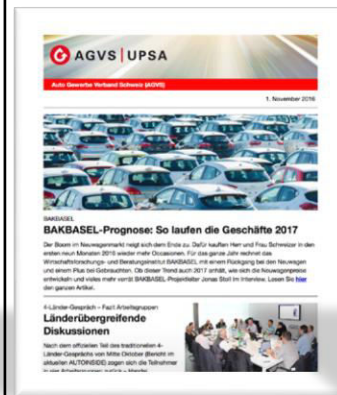 AGVS | UPSA
Auto Gewerbe Verband Schweiz (AGVS)
1. November 2016
BAKBASEL
BAKBASEL-Prognose: So laufen die Geschäfte 2017
Der Boom im Neuwagenmarkt neigt sich dem Ende zu. Dafür kauften Herr und Frau Schweizer in den
ersten neun Monaten 2016 wieder mehr Occasionen. Für das ganze Jahr rechnet das
Wirtschaftsforschungs- und Beratungsinstitut BAKBASEL mit einem Rückgang bei den Neuwagen
und einem Plus bei Gebrauchten. Ob dieser Trend auch 2017 anhält, wie sich die Neuwagenpreise
entwickeln und vieles mehr verrät BAKBASEL-Projektleiter Jonas Stoll im Interview. Lesen Sie hier
den ganzen Artikel.
4-Länder-Gespräch – Fazit Arbeitsgruppen
Länderübergreifende
Diskussionen
Nach dem offiziellen Teil des traditionellen 4-
Länder-Gesprächs von Mitte Oktober (Bericht im
aktuellen AUTOINSIDE) zogen sich die Teilnehmer
in vier Arbeitsgruppen zurück – Handel